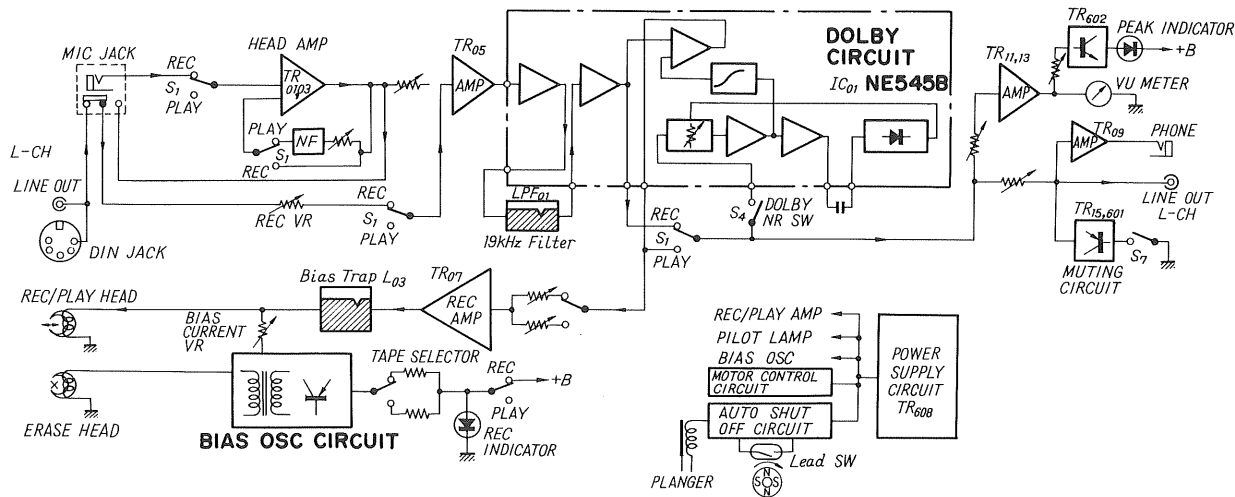 MIC JACK
HEAD AMP
REC
S1
PLAY
TR
0103
PLAY
S1
REC
NF
L-CH
LINE OUT
DIN JACK
REC VR
REC
S1
PLAY
TR05
AMP
DOLBY
CIRCUIT
IC01 NE545B
LPF01
19kHz Filter
REC
S1
PLAY
S4
DOLBY
NR SW
TR602
PEAK INDICATOR
+B
TR11,13
AMP
VU METER
TR09
AMP
PHONE
LINE OUT
L-CH
TR15,601
S7
MUTING
CIRCUIT
REC/PLAY HEAD
BIAS
CURRENT
VR
Bias Trap L03
TR07
REC
AMP
TAPE SELECTOR
REC
+B
PLAY
REC
INDICATOR
ERASE HEAD
BIAS OSC CIRCUIT
REC/PLAY AMP
PILOT LAMP
BIAS OSC
MOTOR CONTROL
CIRCUIT
AUTO SHUT
OFF CIRCUIT
POWER
SUPPLY
CIRCUIT
TR608
PLANGER
Lead SW
N
S S
N